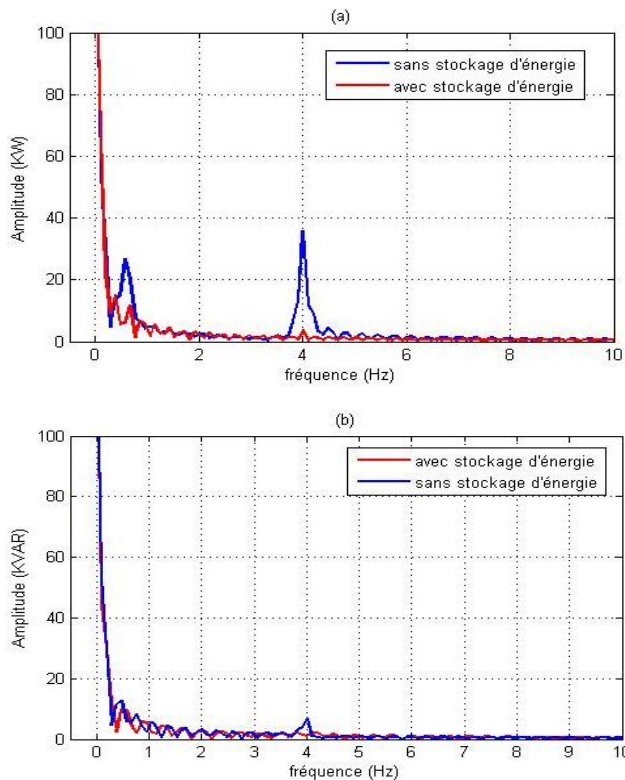 (a)
100
80
60
40
20
0
Amplitude (KW)
sans stockage d'énergie
avec stockage d'énergie
0 2 4 6 8 10
fréquence (Hz)
(b)
100
80
60
40
20
0
Amplitude (KVAR)
avec stockage d'énergie
sans stockage d'énergie
0 1 2 3 4 5 6 7 8 9 10
fréquence (Hz)